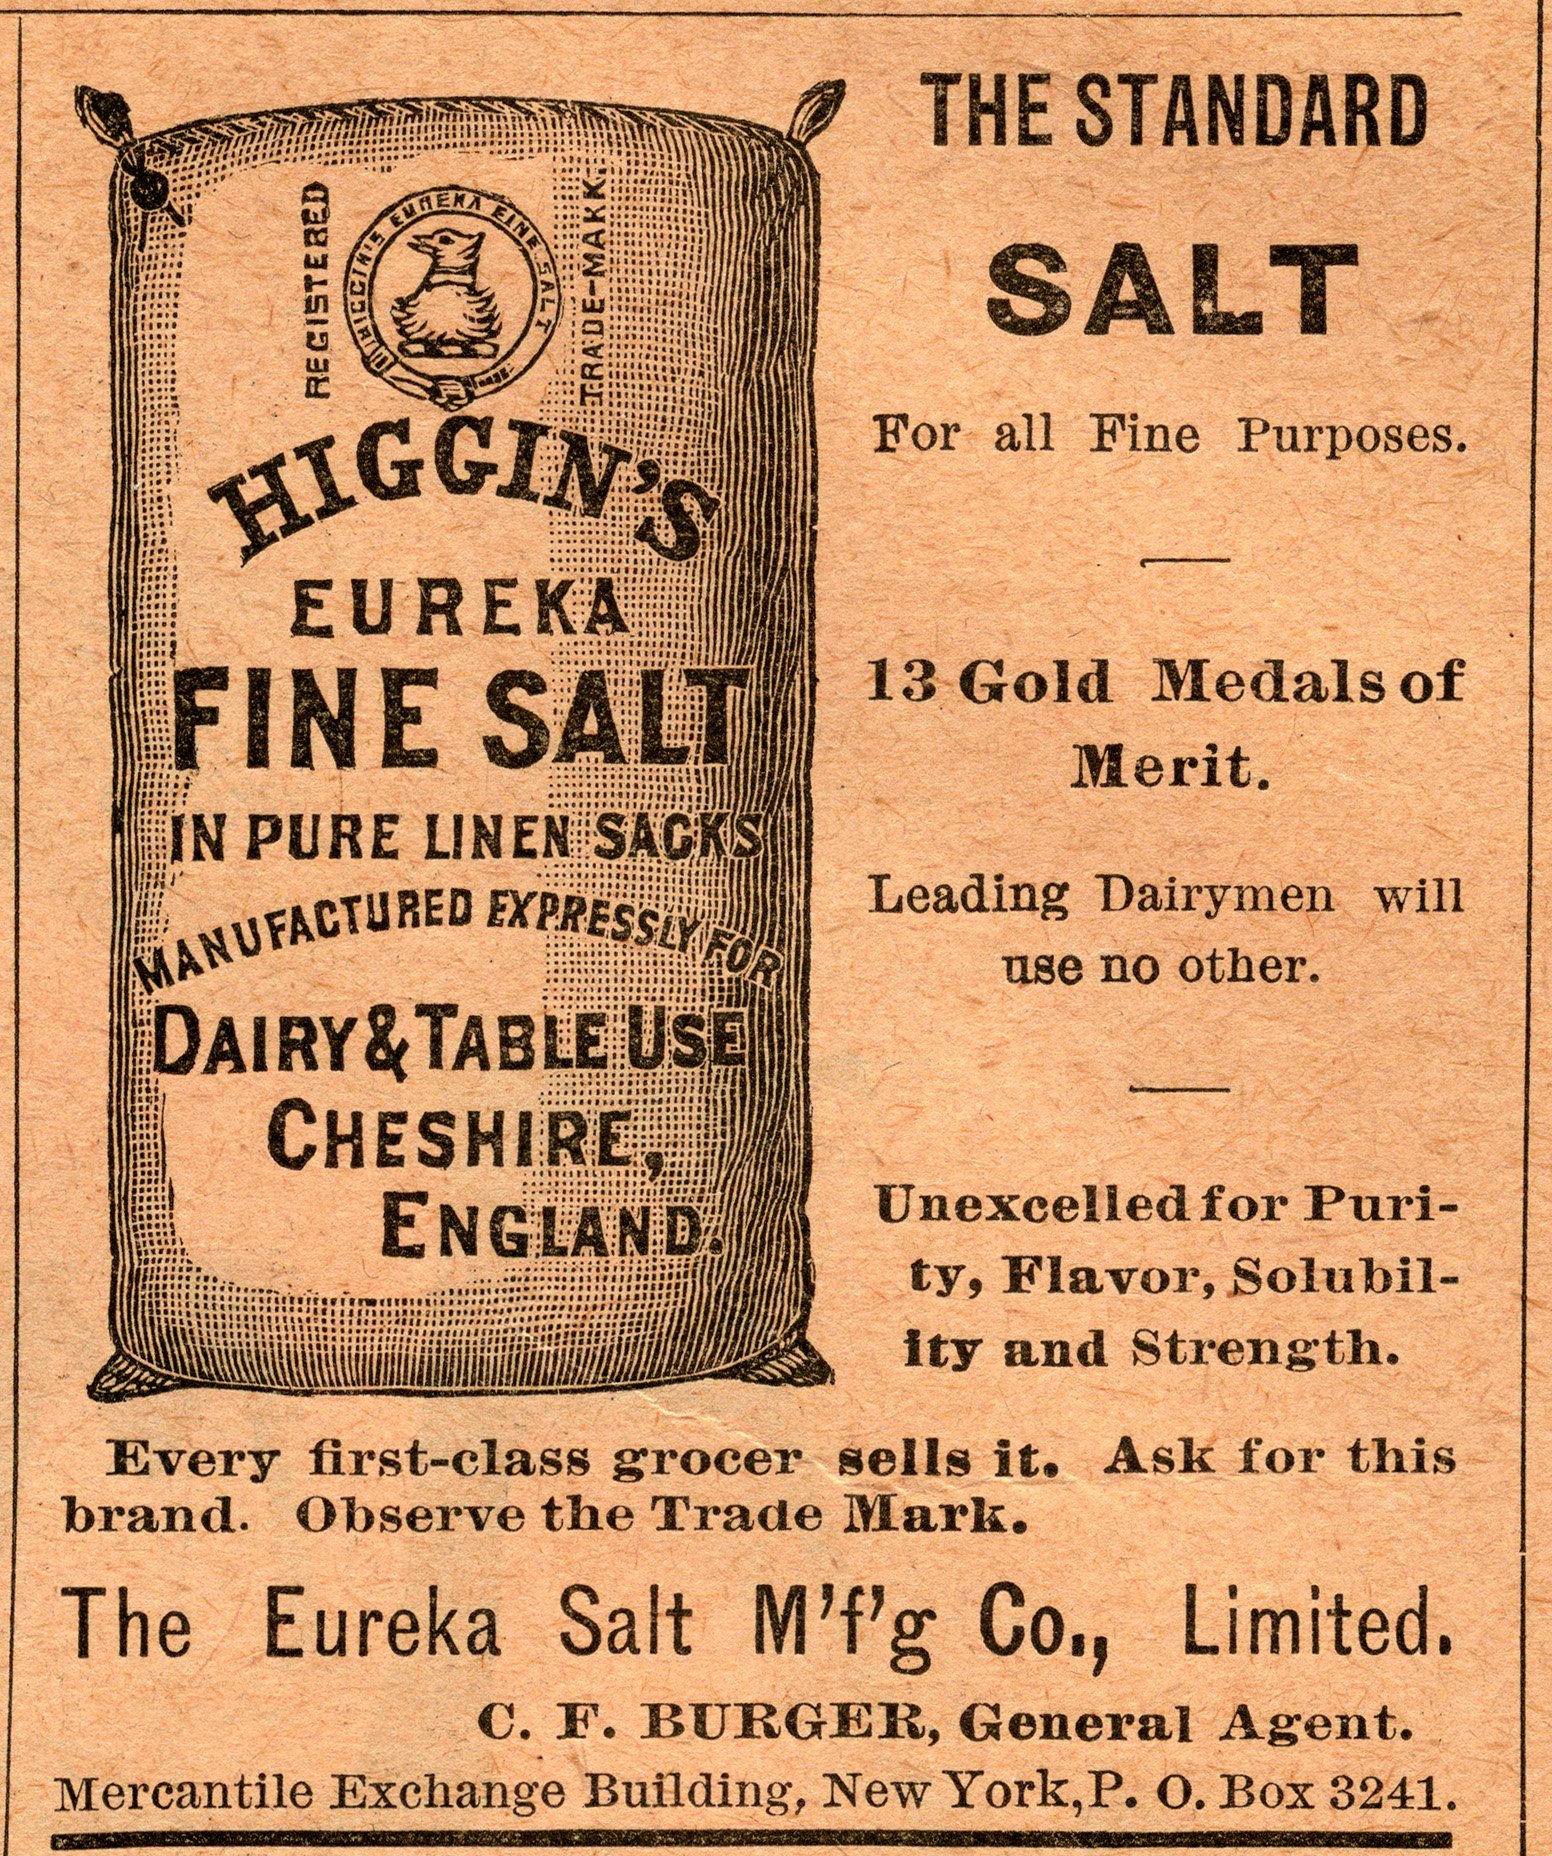 REGISTERED
HIGGIN'S EUREKA FINE SALT
TRADE-MARK.
HIGGIN'S
EUREKA
FINE SALT
IN PURE LINEN SACKS
MANUFACTURED EXPRESSLY FOR
DAIRY & TABLE USE
CHESHIRE,
ENGLAND.
THE STANDARD
SALT
For all Fine Purposes.
13 Gold Medals of
Merit.
Leading Dairymen will
use no other.
Unexcelled for Puri-
ty, Flavor, Solubil-
ity and Strength.
Every first-class grocer sells it. Ask for this
brand. Observe the Trade Mark.
The Eureka Salt M'f'g Co., Limited.
C. F. BURGER, General Agent.
Mercantile Exchange Building, New York, P. O. Box 3241.